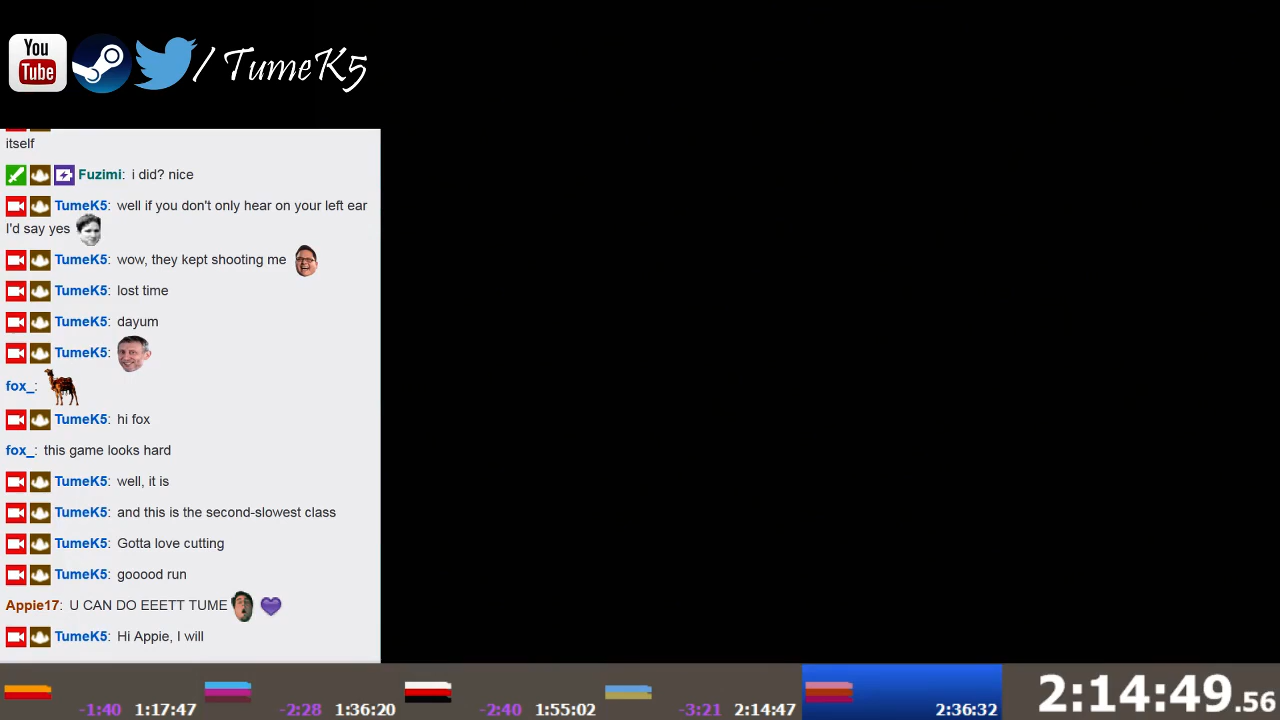 You
Tube
/ TumeK5
itself
Fuzimi: i did? nice
TumeK5: well if you don't only hear on your left ear
I'd say yes
TumeK5: wow, they kept shooting me
TumeK5: lost time
TumeK5: dayum
TumeK5:
fox_:
TumeK5: hi fox
fox_: this game looks hard
TumeK5: well, it is
TumeK5: and this is the second-slowest class
TumeK5: Gotta love cutting
TumeK5: gooood run
Appie17: U CAN DO EEETT TUME
TumeK5: Hi Appie, I will
-1:40 1:17:47 -2:28 1:36:20 -2:40 1:55:02 -3:21 2:14:47 2:36:32 2:14:49.56